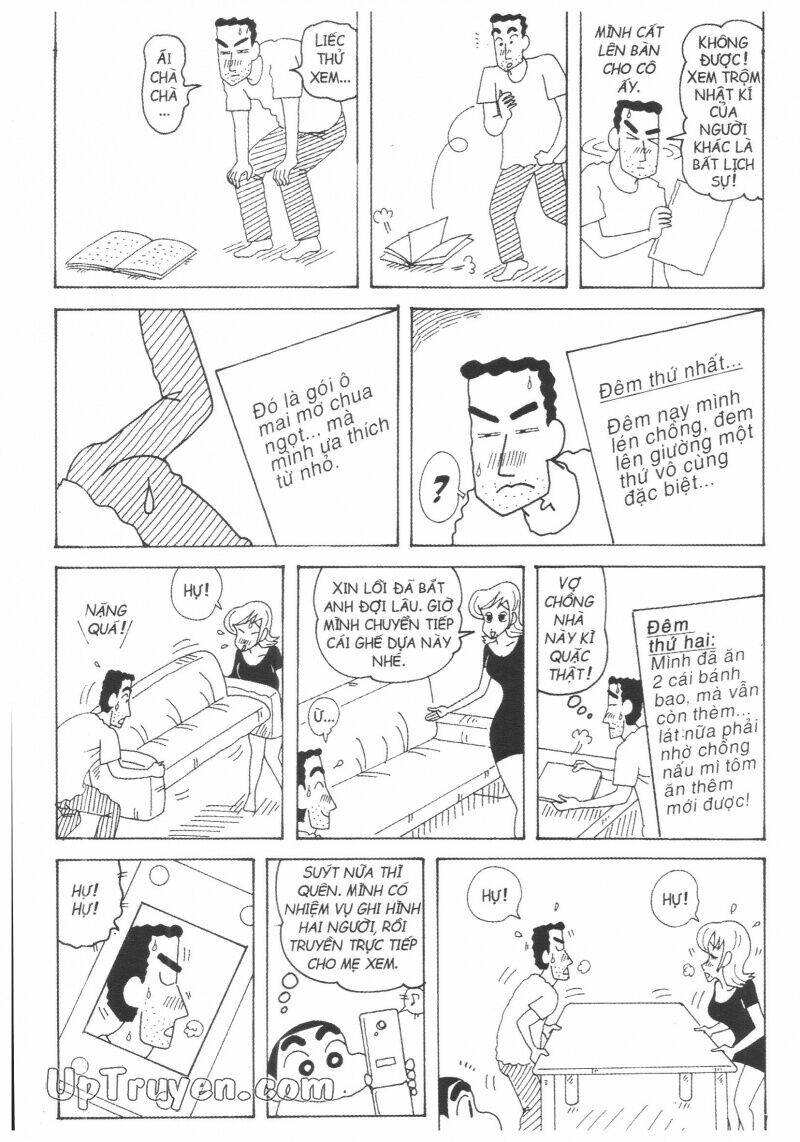 KHÔNG
ĐƯỢC!
XEM TRỘM
NHẬT KÍ
CỦA
NGƯỜI
KHÁC LÀ
BẤT LỊCH
SỰ!
MÌNH CẤT
LÊN BÀN
CHO CÔ
ẤY.
LIẾC
THỬ
XEM...
ÁI
CHÀ
CHÀ
...
Đêm thứ nhất...
Đêm nay mình
lén chồng, đem
lên giường một
thứ vô cùng
đặc biệt...
?
Đó là gói ô
mai mơ chua
ngọt... mà
mình ưa thích
từ nhỏ.
Đêm
thứ hai:
Mình đã ăn
2 cái bánh
bao, mà vẫn
còn thèm...
lát nữa phải
nhờ chồng
nấu mì tôm
ăn thêm
mới được!
VỢ
CHỒNG
NHÀ
NÀY KÌ
QUẶC
THẬT!
XIN LỖI ĐÃ BẮT
ANH ĐỢI LÂU. GIỜ
MÌNH CHUYỂN TIẾP
CÁI GHẾ DỰA NÀY
NHÉ.
Ừ...
HỰ!
NẶNG
QUÁ!
HỰ!
HỰ!
SUÝT NỮA THÌ
QUÊN. MÌNH CÓ
NHIỆM VỤ GHI HÌNH
HAI NGƯỜI, RỒI
TRUYỀN TRỰC TIẾP
CHO MẸ XEM.
HỰ!
HỰ!
UpTruyen.com